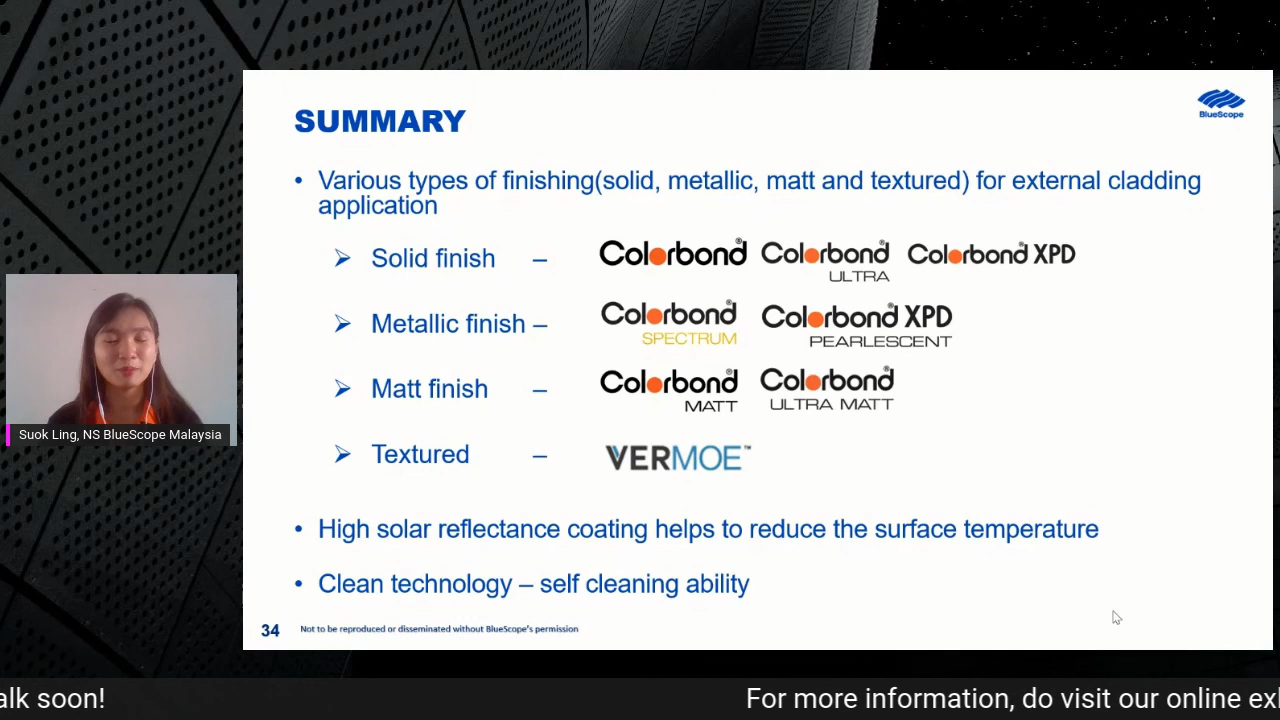 BlueScope
SUMMARY
• Various types of finishing(solid, metallic, matt and textured) for external cladding
application
➢ Solid finish – Colorbond® Colorbond® ULTRA Colorbond® XPD
➢ Metallic finish – Colorbond® SPECTRUM Colorbond® XPD PEARLESCENT
➢ Matt finish – Colorbond® MATT Colorbond® ULTRA MATT
➢ Textured – VERMOE™
• High solar reflectance coating helps to reduce the surface temperature
• Clean technology – self cleaning ability
34 Not to be reproduced or disseminated without BlueScope's permission
Suok Ling, NS BlueScope Malaysia
alk soon! For more information, do visit our online ex